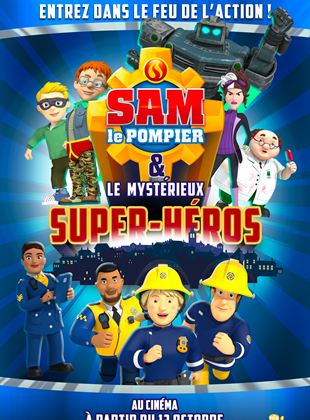 ENTREZ DANS LE FEU DE L'ACTION !
SAM
le POMPIER
&
LE MYSTÉRIEUX
SUPER-HÉROS
AU CINÉMA
À PARTIR DU 12 OCTOBRE